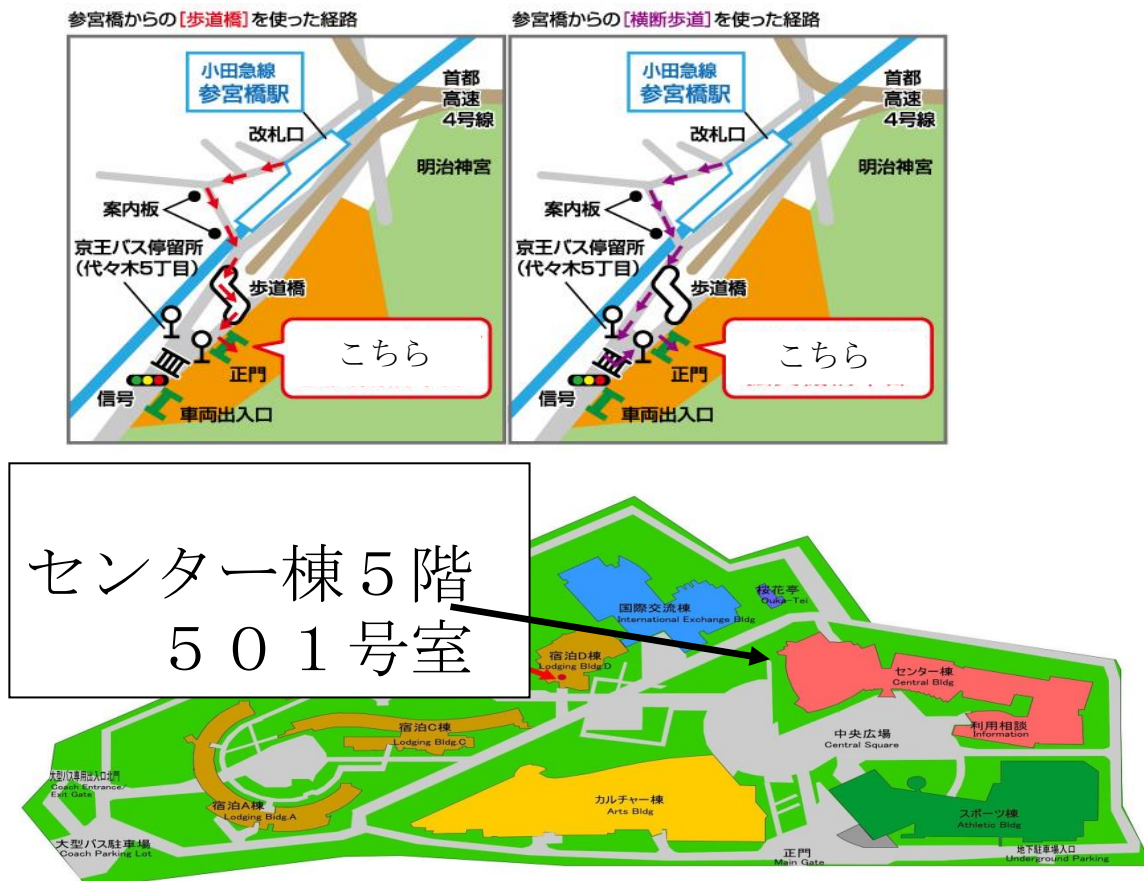 参宮橋からの[歩道橋]を使った経路
小田急線
参宮橋駅
改札口
首都
高速
4号線
明治神宮
案内板
京王バス停留所
(代々木5丁目)
歩道橋
こちら
正門
信号
車両出入口
参宮橋からの[横断歩道]を使った経路
小田急線
参宮橋駅
改札口
首都
高速
4号線
明治神宮
案内板
京王バス停留所
(代々木5丁目)
歩道橋
こちら
正門
信号
車両出入口
センター棟5階
501号室
国際交流棟
International Exchange Bldg
桜花亭
Ouka-Tei
宿泊D棟
Lodging Bldg.D
センター棟
Central Bldg
利用相談
Information
中央広場
Central Square
宿泊C棟
Lodging Bldg.C
大型バス専用出入口北門
Coach Entrance/
Exit Gate
宿泊A棟
Lodging Bldg.A
カルチャー棟
Arts Bldg
スポーツ棟
Athletic Bldg
大型バス駐車場
Coach Parking Lot
正門
Main Gate
地下駐車場入口
Underground Parking